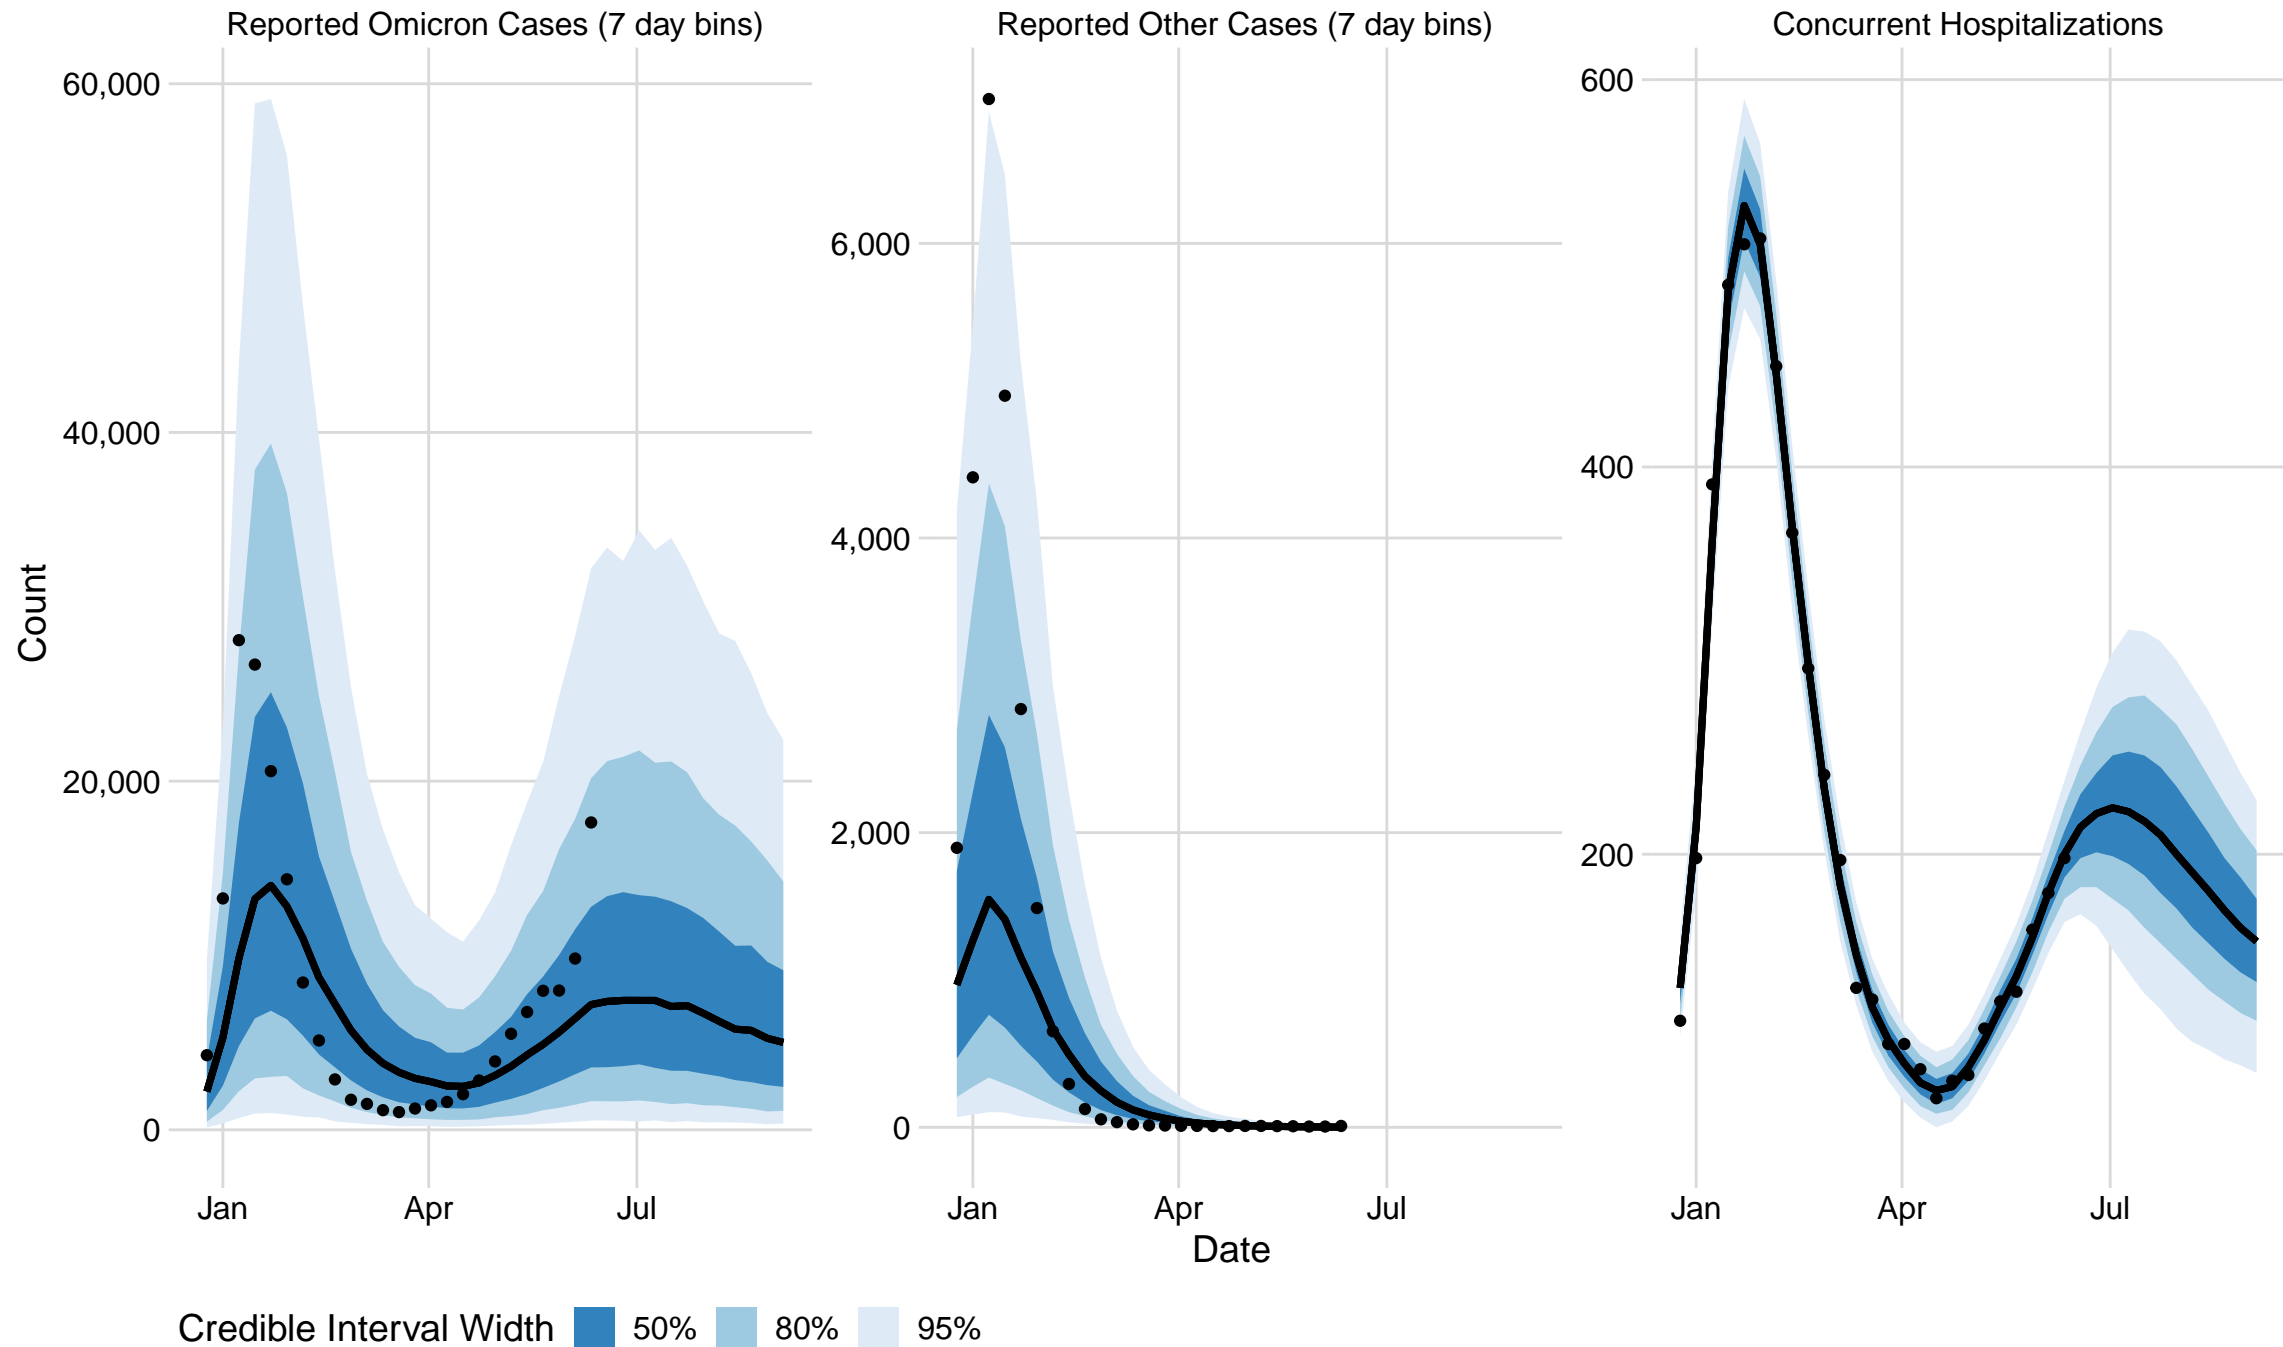 Reported Omicron Cases (7 day bins)
Reported Other Cases (7 day bins)
Concurrent Hospitalizations
Count
60,000
40,000
20,000
0
Jan
Apr
Jul
6,000
4,000
2,000
0
Jan
Apr
Jul
600
400
200
Jan
Apr
Jul
Date
Credible Interval Width 50% 80% 95%